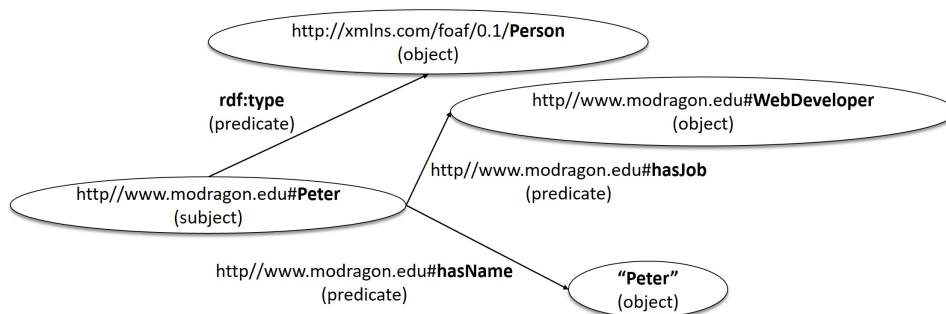 http://xmlns.com/foaf/0.1/Person
(object)
rdf:type
(predicate)
http//www.modragon.edu#WebDeveloper
(object)
http//www.modragon.edu#hasJob
(predicate)
http//www.modragon.edu#Peter
(subject)
http//www.modragon.edu#hasName
(predicate)
“Peter”
(object)